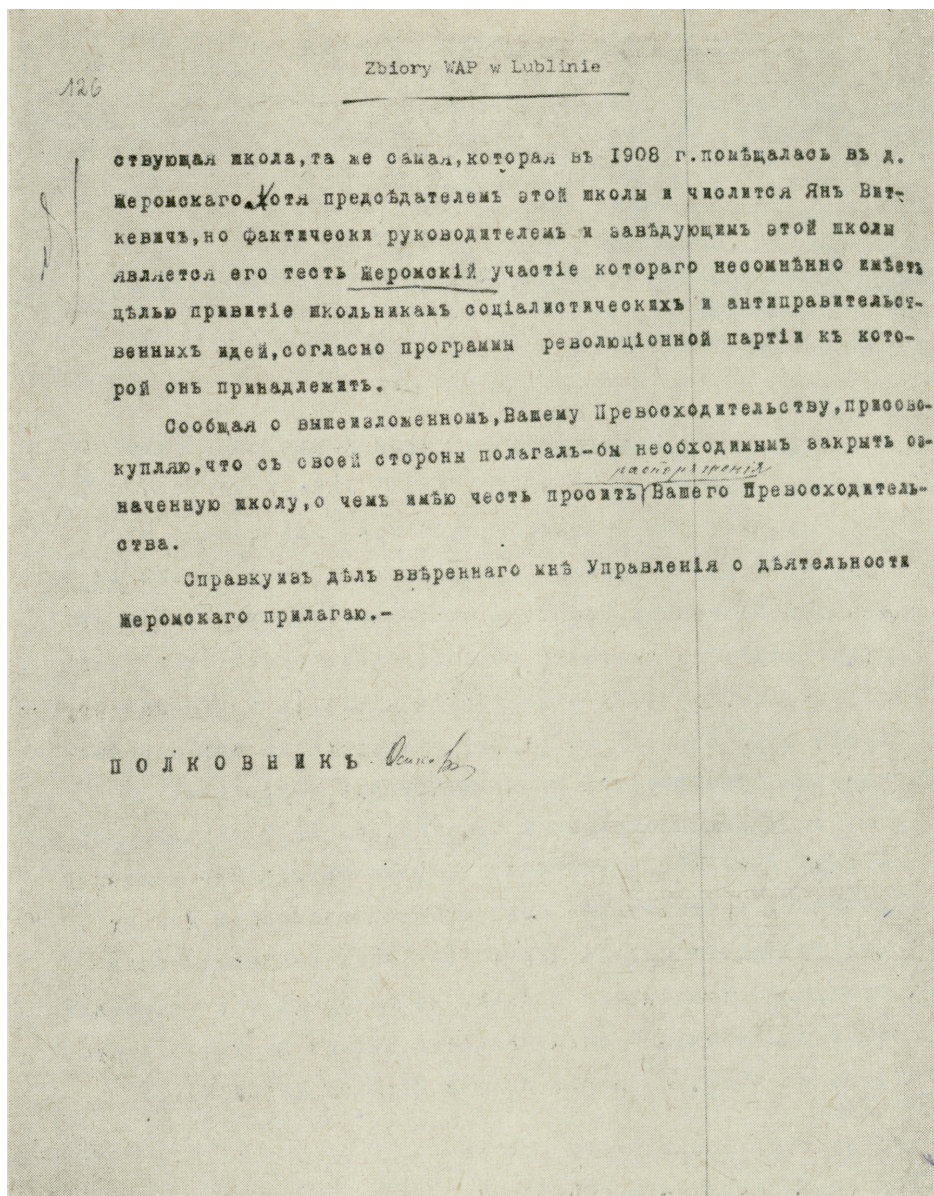 126
Zbiory WAP w Lublinie
ствующая школа,та же самая,которая въ 1908 г.помѣщалась въ д.
Жеромскаго.Хотя предсѣдателемъ этой школы и числится Янъ Вит-
кевичъ,но фактически руководителемъ и завѣдующимъ этой школы
является его тесть Жеромскій участіе котораго несомнѣнно имѣетъ
цѣлью привитіе школьникамъ соціалистическихъ и антиправительст-
венныхъ идей,согласно программы революціонной партіи къ кото-
рой онъ принадлежитъ.
Сообщая о вышеизложенномъ,Вашему Превосходительству,присово-
купляю,что съ своей стороны полагалъ-бы необходимымъ закрыть оз-
распоряженія
наченную школу,о чемъ имѣю честь просить Вашего Превосходитель-
ства.
Справкуизъ дѣлъ ввѣреннаго мнѣ Управленія о дѣятельности
Жеромскаго прилагаю.-
ПОЛКОВНИКЪ